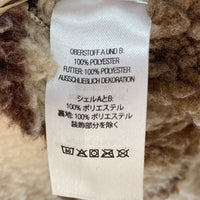 OBERSTOFF A UND B:
100% POLYESTER
FUTTER: 100% POLYESTER
AUSSCHLIEẞLICH DEKORATION
シェルAとB:
100% ポリエステル
裏地: 100% ポリエステル
装飾部分を除く